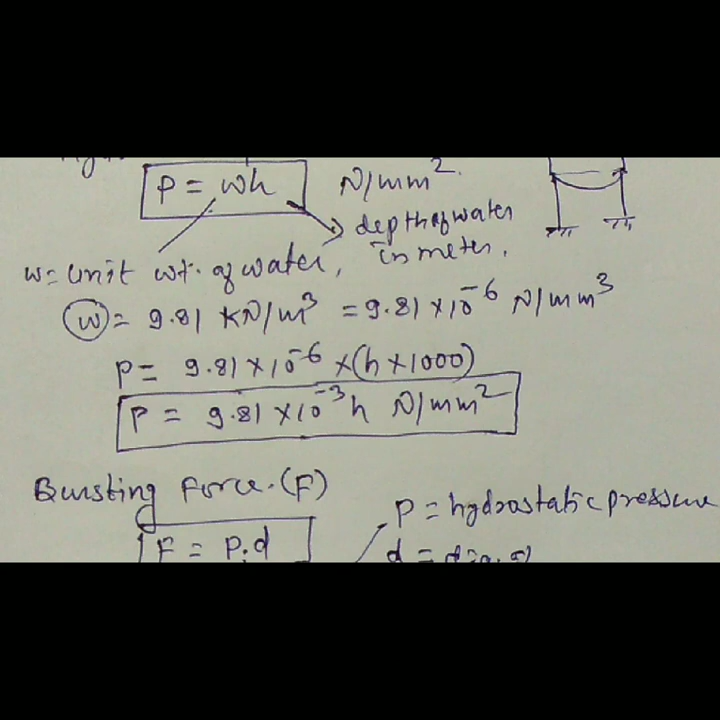 P = wh N/mm²
depth of water
w = unit wt. of water, in meter,
w = 9.81 KN/m³ = 9.81 × 10⁻⁶ N/mm³
P = 9.81 × 10⁻⁶ × (h × 1000)
P = 9.81 × 10⁻³ h N/mm²
Bursting Force. (F)
P = hydrostatic pressure
F = P.d